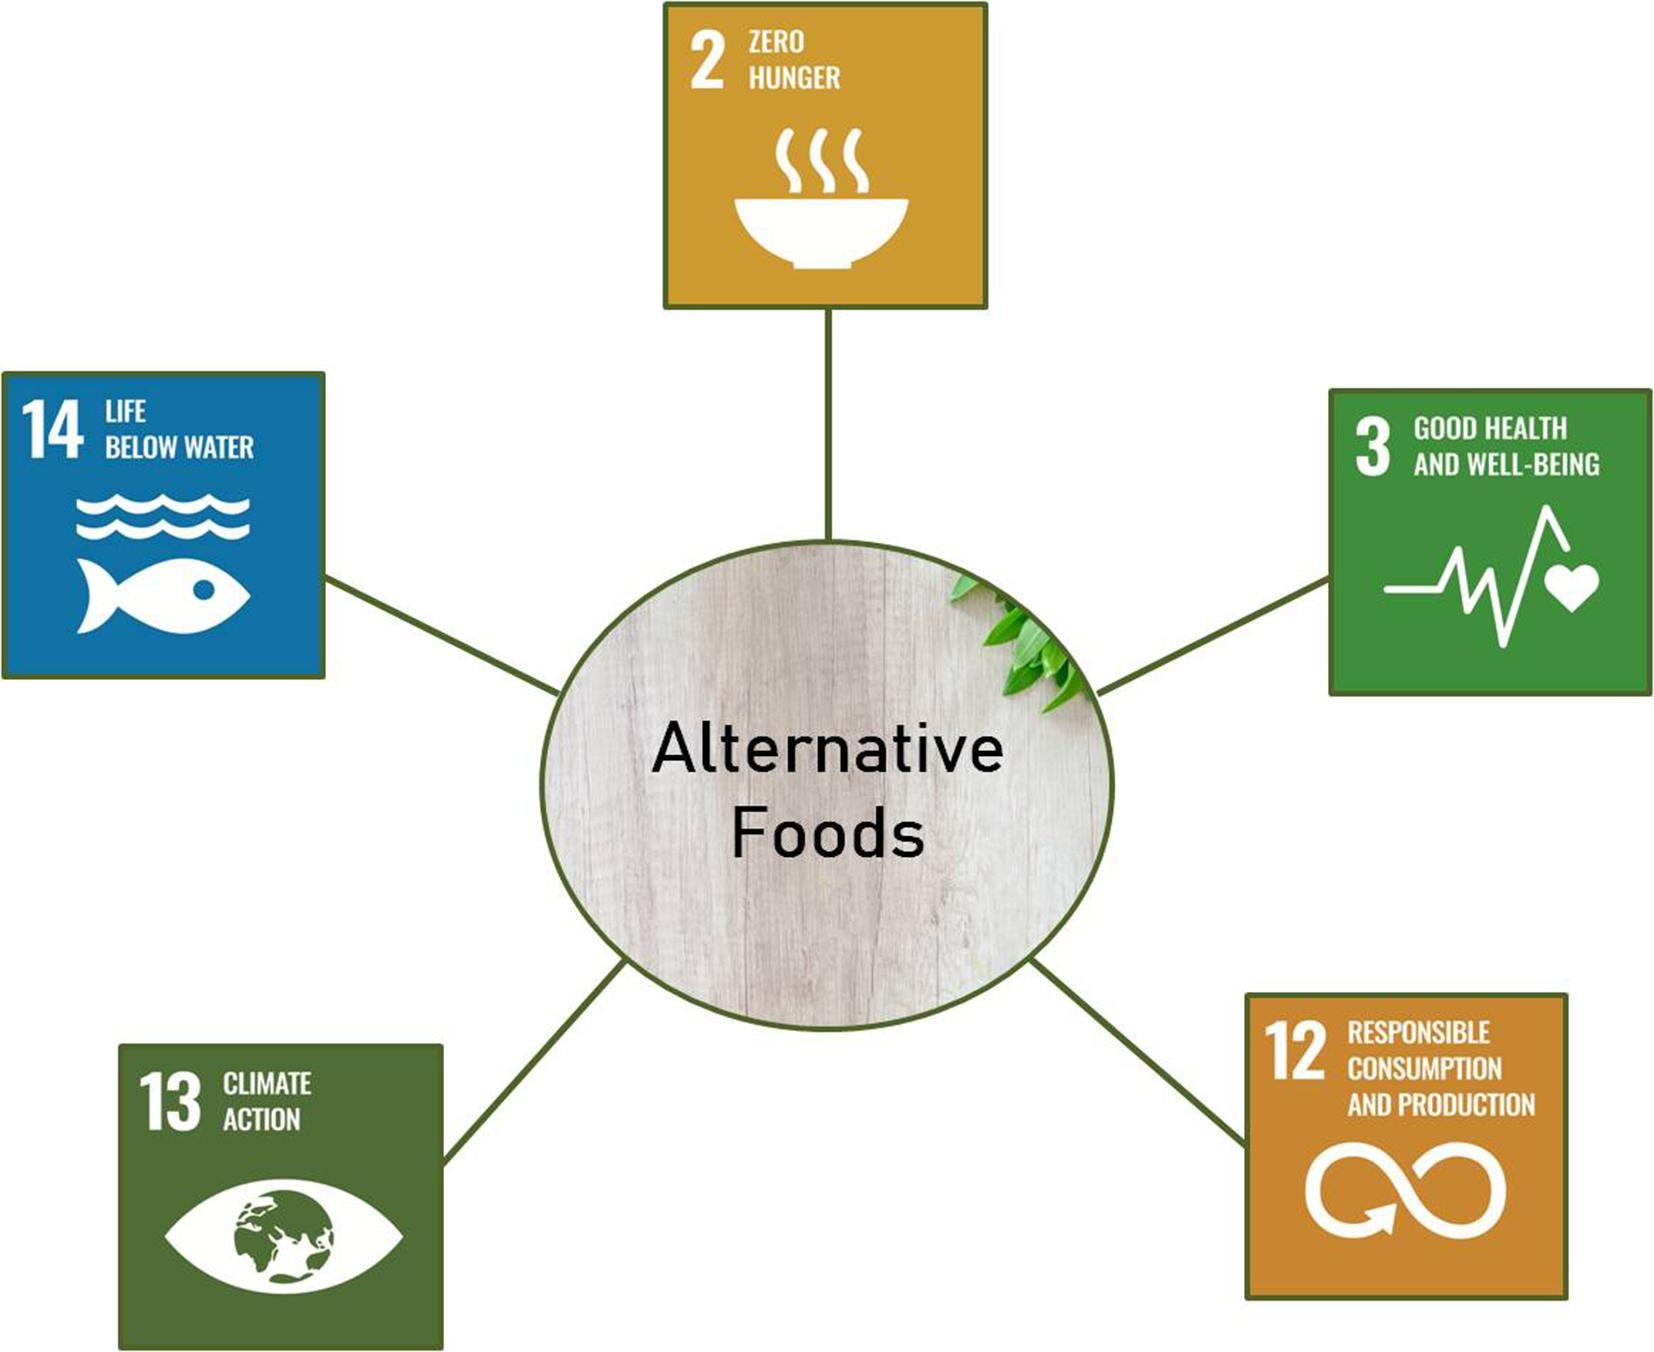 2 ZERO
HUNGER
14 LIFE
BELOW WATER
3 GOOD HEALTH
AND WELL-BEING
Alternative
Foods
13 CLIMATE
ACTION
12 RESPONSIBLE
CONSUMPTION
AND PRODUCTION